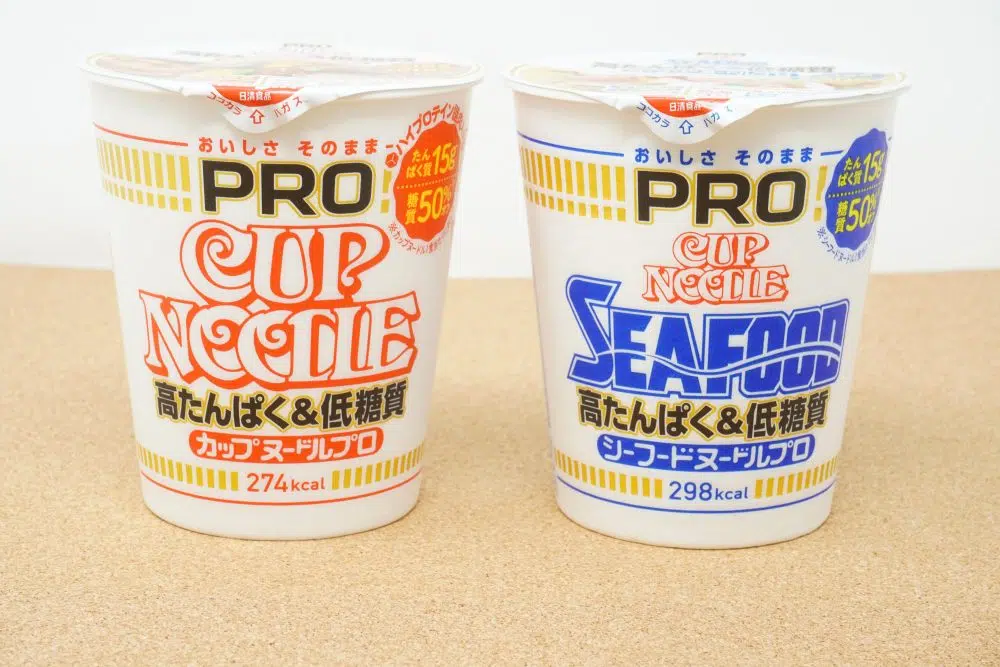 PRO
日清食品
ココカラ
ハガス
おいしさ そのまま
ハイプロテイン
PRO
たんぱく質15g
糖質50%
CUP
NOODLE
高たんぱく&低糖質
カップヌードルプロ
274kcal
PRO
日清食品
ココカラ
ハガス
おいしさ そのまま
PRO
たんぱく質15g
糖質50%
CUP
NOODLE
SEAFOOD
高たんぱく&低糖質
シーフードヌードルプロ
298kcal